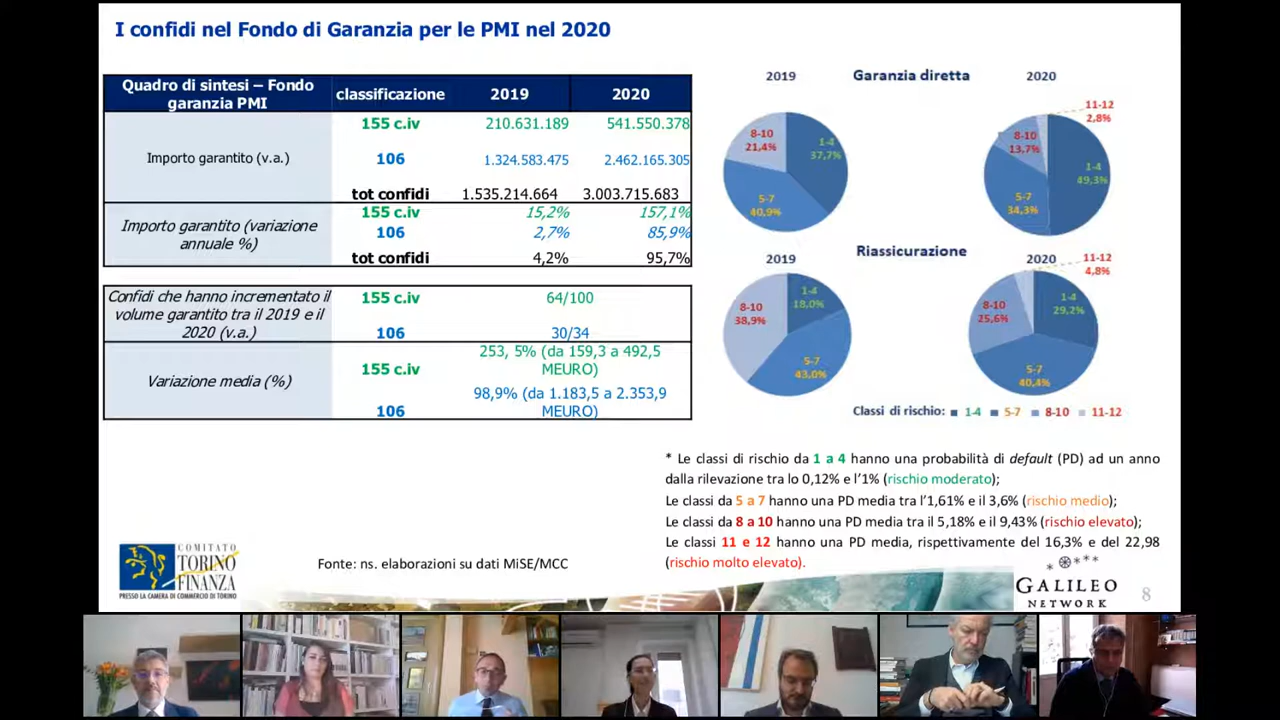 I confidi nel Fondo di Garanzia per le PMI nel 2020
Quadro di sintesi – Fondo
garanzia PMI
classificazione
2019
2020
155 c.iv
210.631.189
541.550.378
Importo garantito (v.a.)
106
1.324.583.475
2.462.165.305
tot confidi
1.535.214.664
3.003.715.683
155 c.iv
15,2%
157,1%
Importo garantito (variazione
annuale %)
106
2,7%
85,9%
tot confidi
4,2%
95,7%
Confidi che hanno incrementato il
volume garantito tra il 2019 e il
2020 (v.a.)
155 c.iv
64/100
106
30/34
Variazione media (%)
155 c.iv
253, 5% (da 159,3 a 492,5
MEURO)
106
98,9% (da 1.183,5 a 2.353,9
MEURO)
2019
Garanzia diretta
2020
8-10
21,4%
1-4
37,7%
5-7
40,9%
11-12
2,8%
8-10
13,7%
1-4
49,3%
5-7
34,3%
2019
Riassicurazione
2020
1-4
18,0%
8-10
38,9%
5-7
43,0%
11-12
4,8%
1-4
29,2%
8-10
25,6%
5-7
40,4%
Classi di rischio: 1-4 5-7 8-10 11-12
* Le classi di rischio da 1 a 4 hanno una probabilità di default (PD) ad un anno
dalla rilevazione tra lo 0,12% e l'1% (rischio moderato);
Le classi da 5 a 7 hanno una PD media tra l'1,61% e il 3,6% (rischio medio);
Le classi da 8 a 10 hanno una PD media tra il 5,18% e il 9,43% (rischio elevato);
Le classi 11 e 12 hanno una PD media, rispettivamente del 16,3% e del 22,98
(rischio molto elevato).
COMITATO
TORINO
FINANZA
PRESSO LA CAMERA DI COMMERCIO DI TORINO
Fonte: ns. elaborazioni su dati MiSE/MCC
GALILEO
NETWORK
8